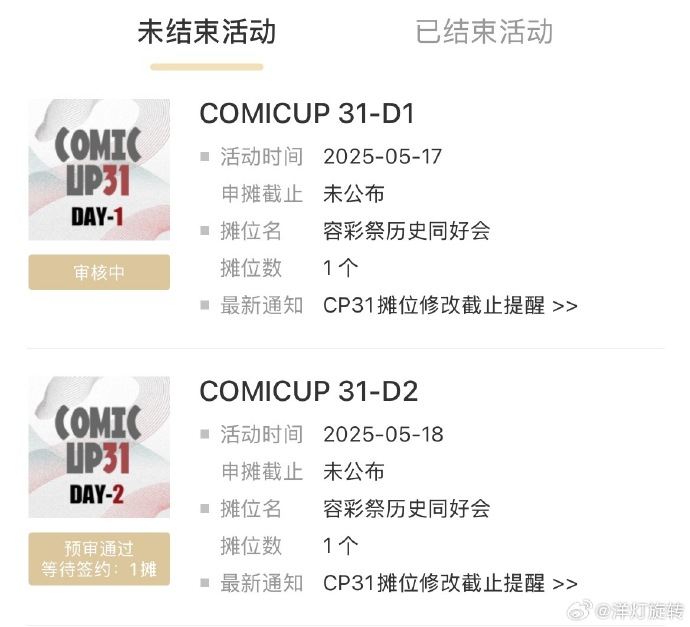 未结束活动 已结束活动
COMIC
UP31
DAY-1
审核中
COMICUP 31-D1
活动时间 2025-05-17
申摊截止 未公布
摊位名 容彩祭历史同好会
摊位数 1个
最新通知 CP31摊位修改截止提醒 >>
COMIC
UP31
DAY-2
预审通过
等待签约：1摊
COMICUP 31-D2
活动时间 2025-05-18
申摊截止 未公布
摊位名 容彩祭历史同好会
摊位数 1个
最新通知 CP31摊位修改截止提醒 >>
@洋灯旋转